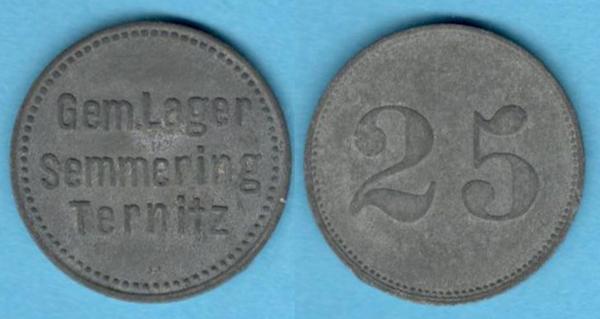 Gem.Lager
Semmering
Ternitz
25